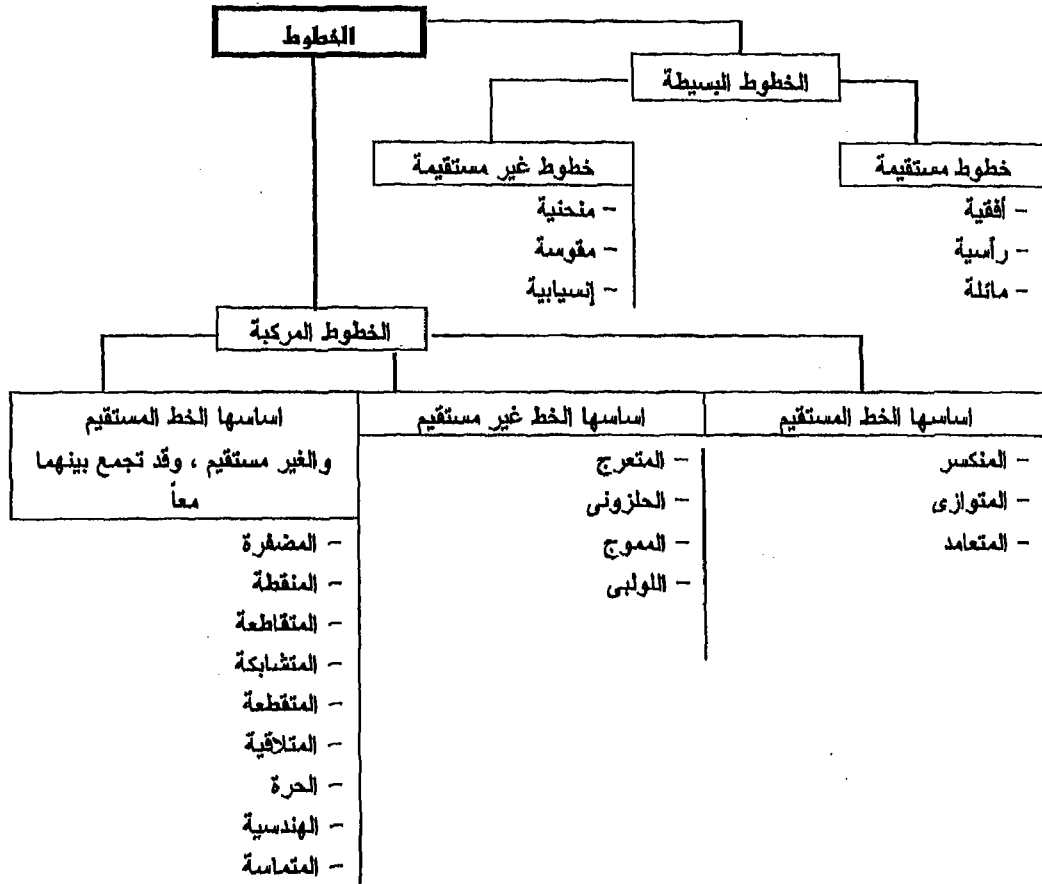 الخطوط
الخطوط البسيطة
خطوط مستقيمة
- أفقية
- رأسية
- مائلة
خطوط غير مستقيمة
- منحنية
- مقوسة
- إنسيابية
الخطوط المركبة
اساسها الخط المستقيم
- المنكسر
- المتوازى
- المتعامد
اساسها الخط غير مستقيم
- المتعرج
- الحلزونى
- المموج
- اللولبى
اساسها الخط المستقيم
والغير مستقيم ، وقد تجمع بينهما
معاً
- المضفرة
- المنقطة
- المتقاطعة
- المتشابكة
- المتقطعة
- المتلاقية
- الحرة
- الهندسية
- المتماسة